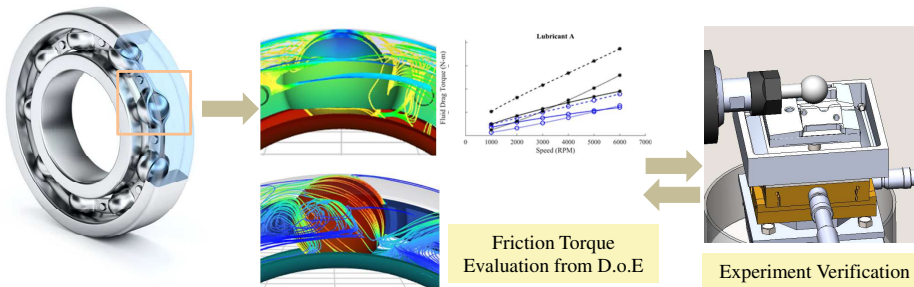 Lubricant A
Fluid Drag Torque (N-m)
1000 2000 3000 4000 5000 6000 7000
Speed (RPM)
Friction Torque
Evaluation from D.o.E
Experiment Verification